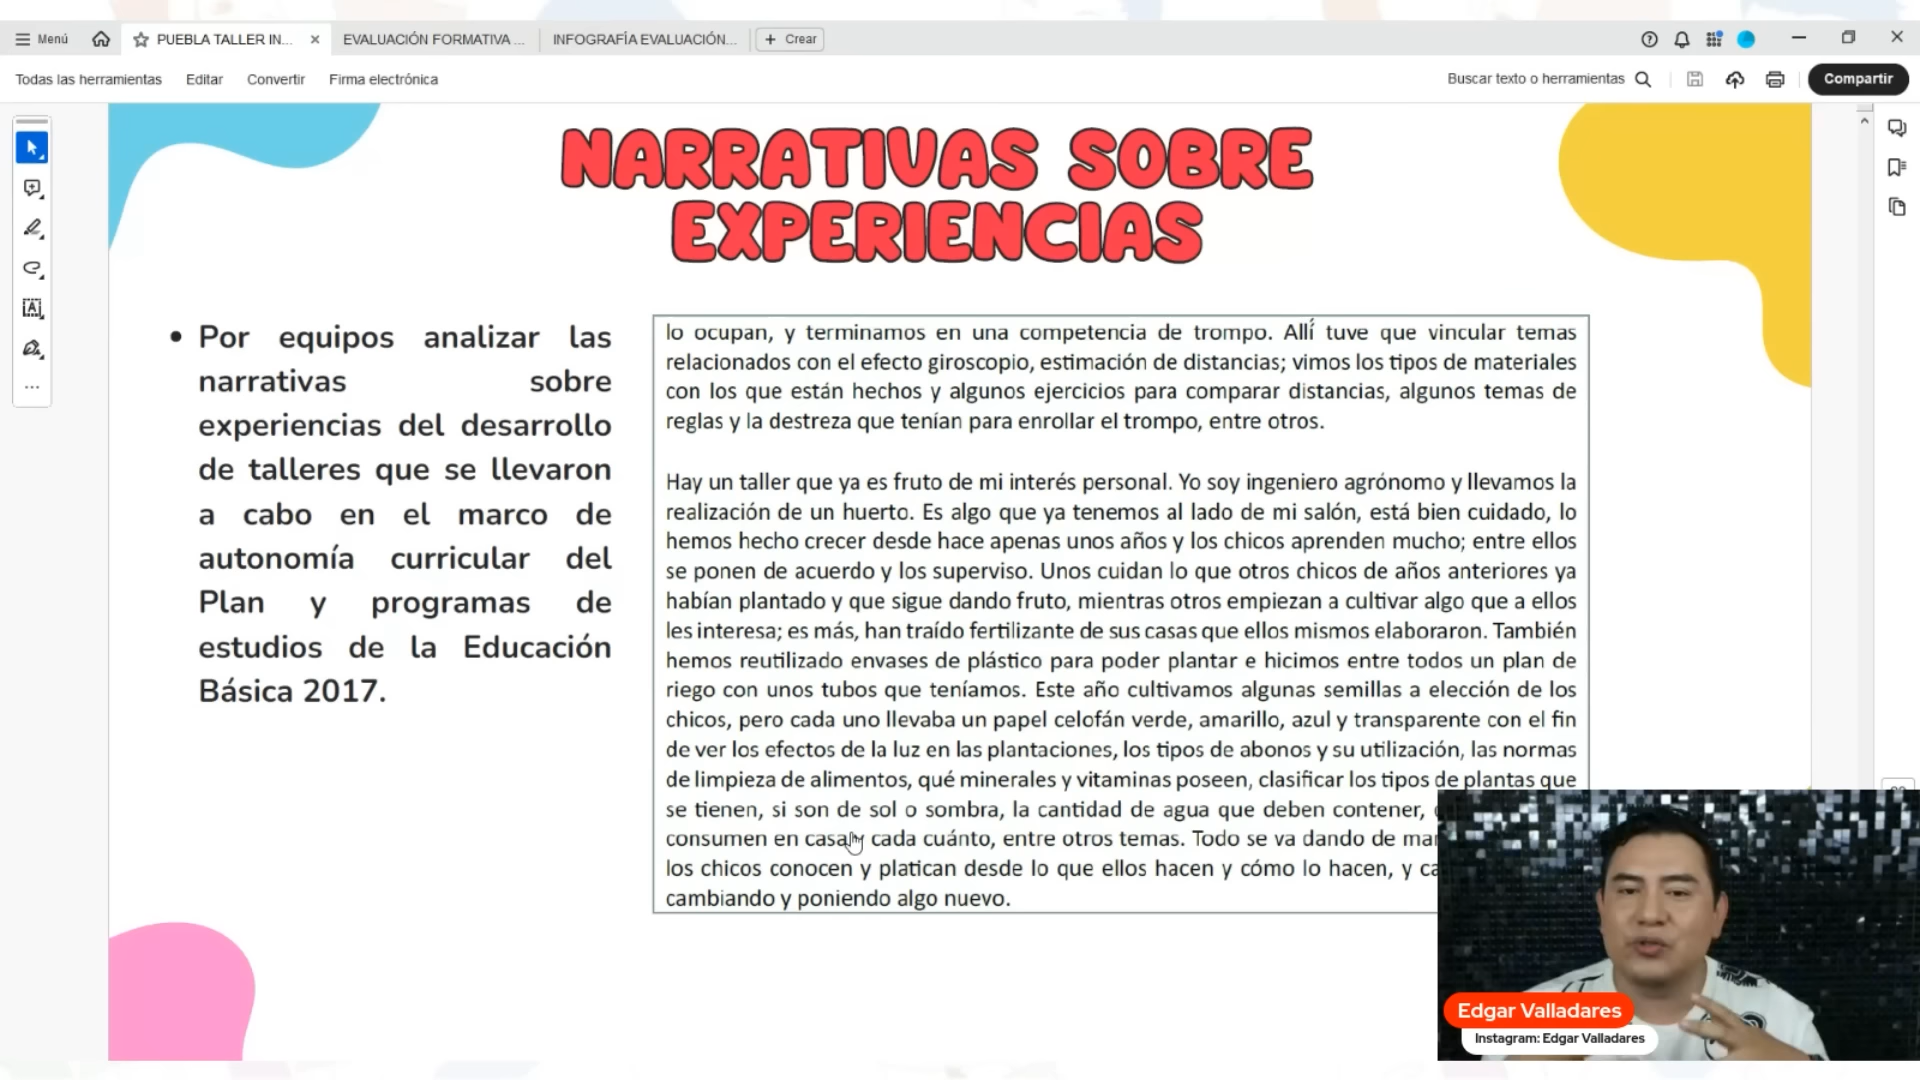 Menú
PUEBLA TALLER IN...
EVALUACIÓN FORMATIVA ...
INFOGRAFÍA EVALUACIÓN...
+ Crear
Todas las herramientas
Editar
Convertir
Firma electrónica
Buscar texto o herramientas
Compartir
NARRATIVAS SOBRE
EXPERIENCIAS
• Por equipos analizar las
narrativas sobre
experiencias del desarrollo
de talleres que se llevaron
a cabo en el marco de
autonomía curricular del
Plan y programas de
estudios de la Educación
Básica 2017.
lo ocupan, y terminamos en una competencia de trompo. Allí tuve que vincular temas
relacionados con el efecto giroscopio, estimación de distancias; vimos los tipos de materiales
con los que están hechos y algunos ejercicios para comparar distancias, algunos temas de
reglas y la destreza que tenían para enrollar el trompo, entre otros.
Hay un taller que ya es fruto de mi interés personal. Yo soy ingeniero agrónomo y llevamos la
realización de un huerto. Es algo que ya tenemos al lado de mi salón, está bien cuidado, lo
hemos hecho crecer desde hace apenas unos años y los chicos aprenden mucho; entre ellos
se ponen de acuerdo y los superviso. Unos cuidan lo que otros chicos de años anteriores ya
habían plantado y que sigue dando fruto, mientras otros empiezan a cultivar algo que a ellos
les interesa; es más, han traído fertilizante de sus casas que ellos mismos elaboraron. También
hemos reutilizado envases de plástico para poder plantar e hicimos entre todos un plan de
riego con unos tubos que teníamos. Este año cultivamos algunas semillas a elección de los
chicos, pero cada uno llevaba un papel celofán verde, amarillo, azul y transparente con el fin
de ver los efectos de la luz en las plantaciones, los tipos de abonos y su utilización, las normas
de limpieza de alimentos, qué minerales y vitaminas poseen, clasificar los tipos de plantas que
se tienen, si son de sol o sombra, la cantidad de agua que deben contener,
consumen en casa y cada cuánto, entre otros temas. Todo se va dando de
los chicos conocen y platican desde lo que ellos hacen y cómo lo hacen, y
cambiando y poniendo algo nuevo.
Edgar Valladares
Instagram: Edgar Valladares